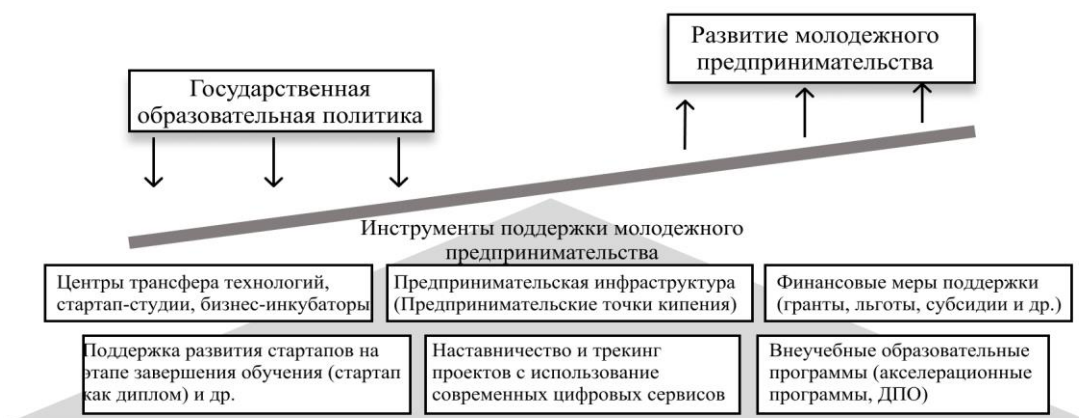 Развитие молодежного
предпринимательства
Государственная
образовательная политика
Инструменты поддержки молодежного
предпринимательства
Центры трансфера технологий,
стартап-студии, бизнес-инкубаторы
Предпринимательская инфраструктура
(Предпринимательские точки кипения)
Финансовые меры поддержки
(гранты, льготы, субсидии и др.)
Поддержка развития стартапов на
этапе завершения обучения (стартап
как диплом) и др.
Наставничество и трекинг
проектов с использование
современных цифровых сервисов
Внеучебные образовательные
программы (акселерационные
программы, ДПО)